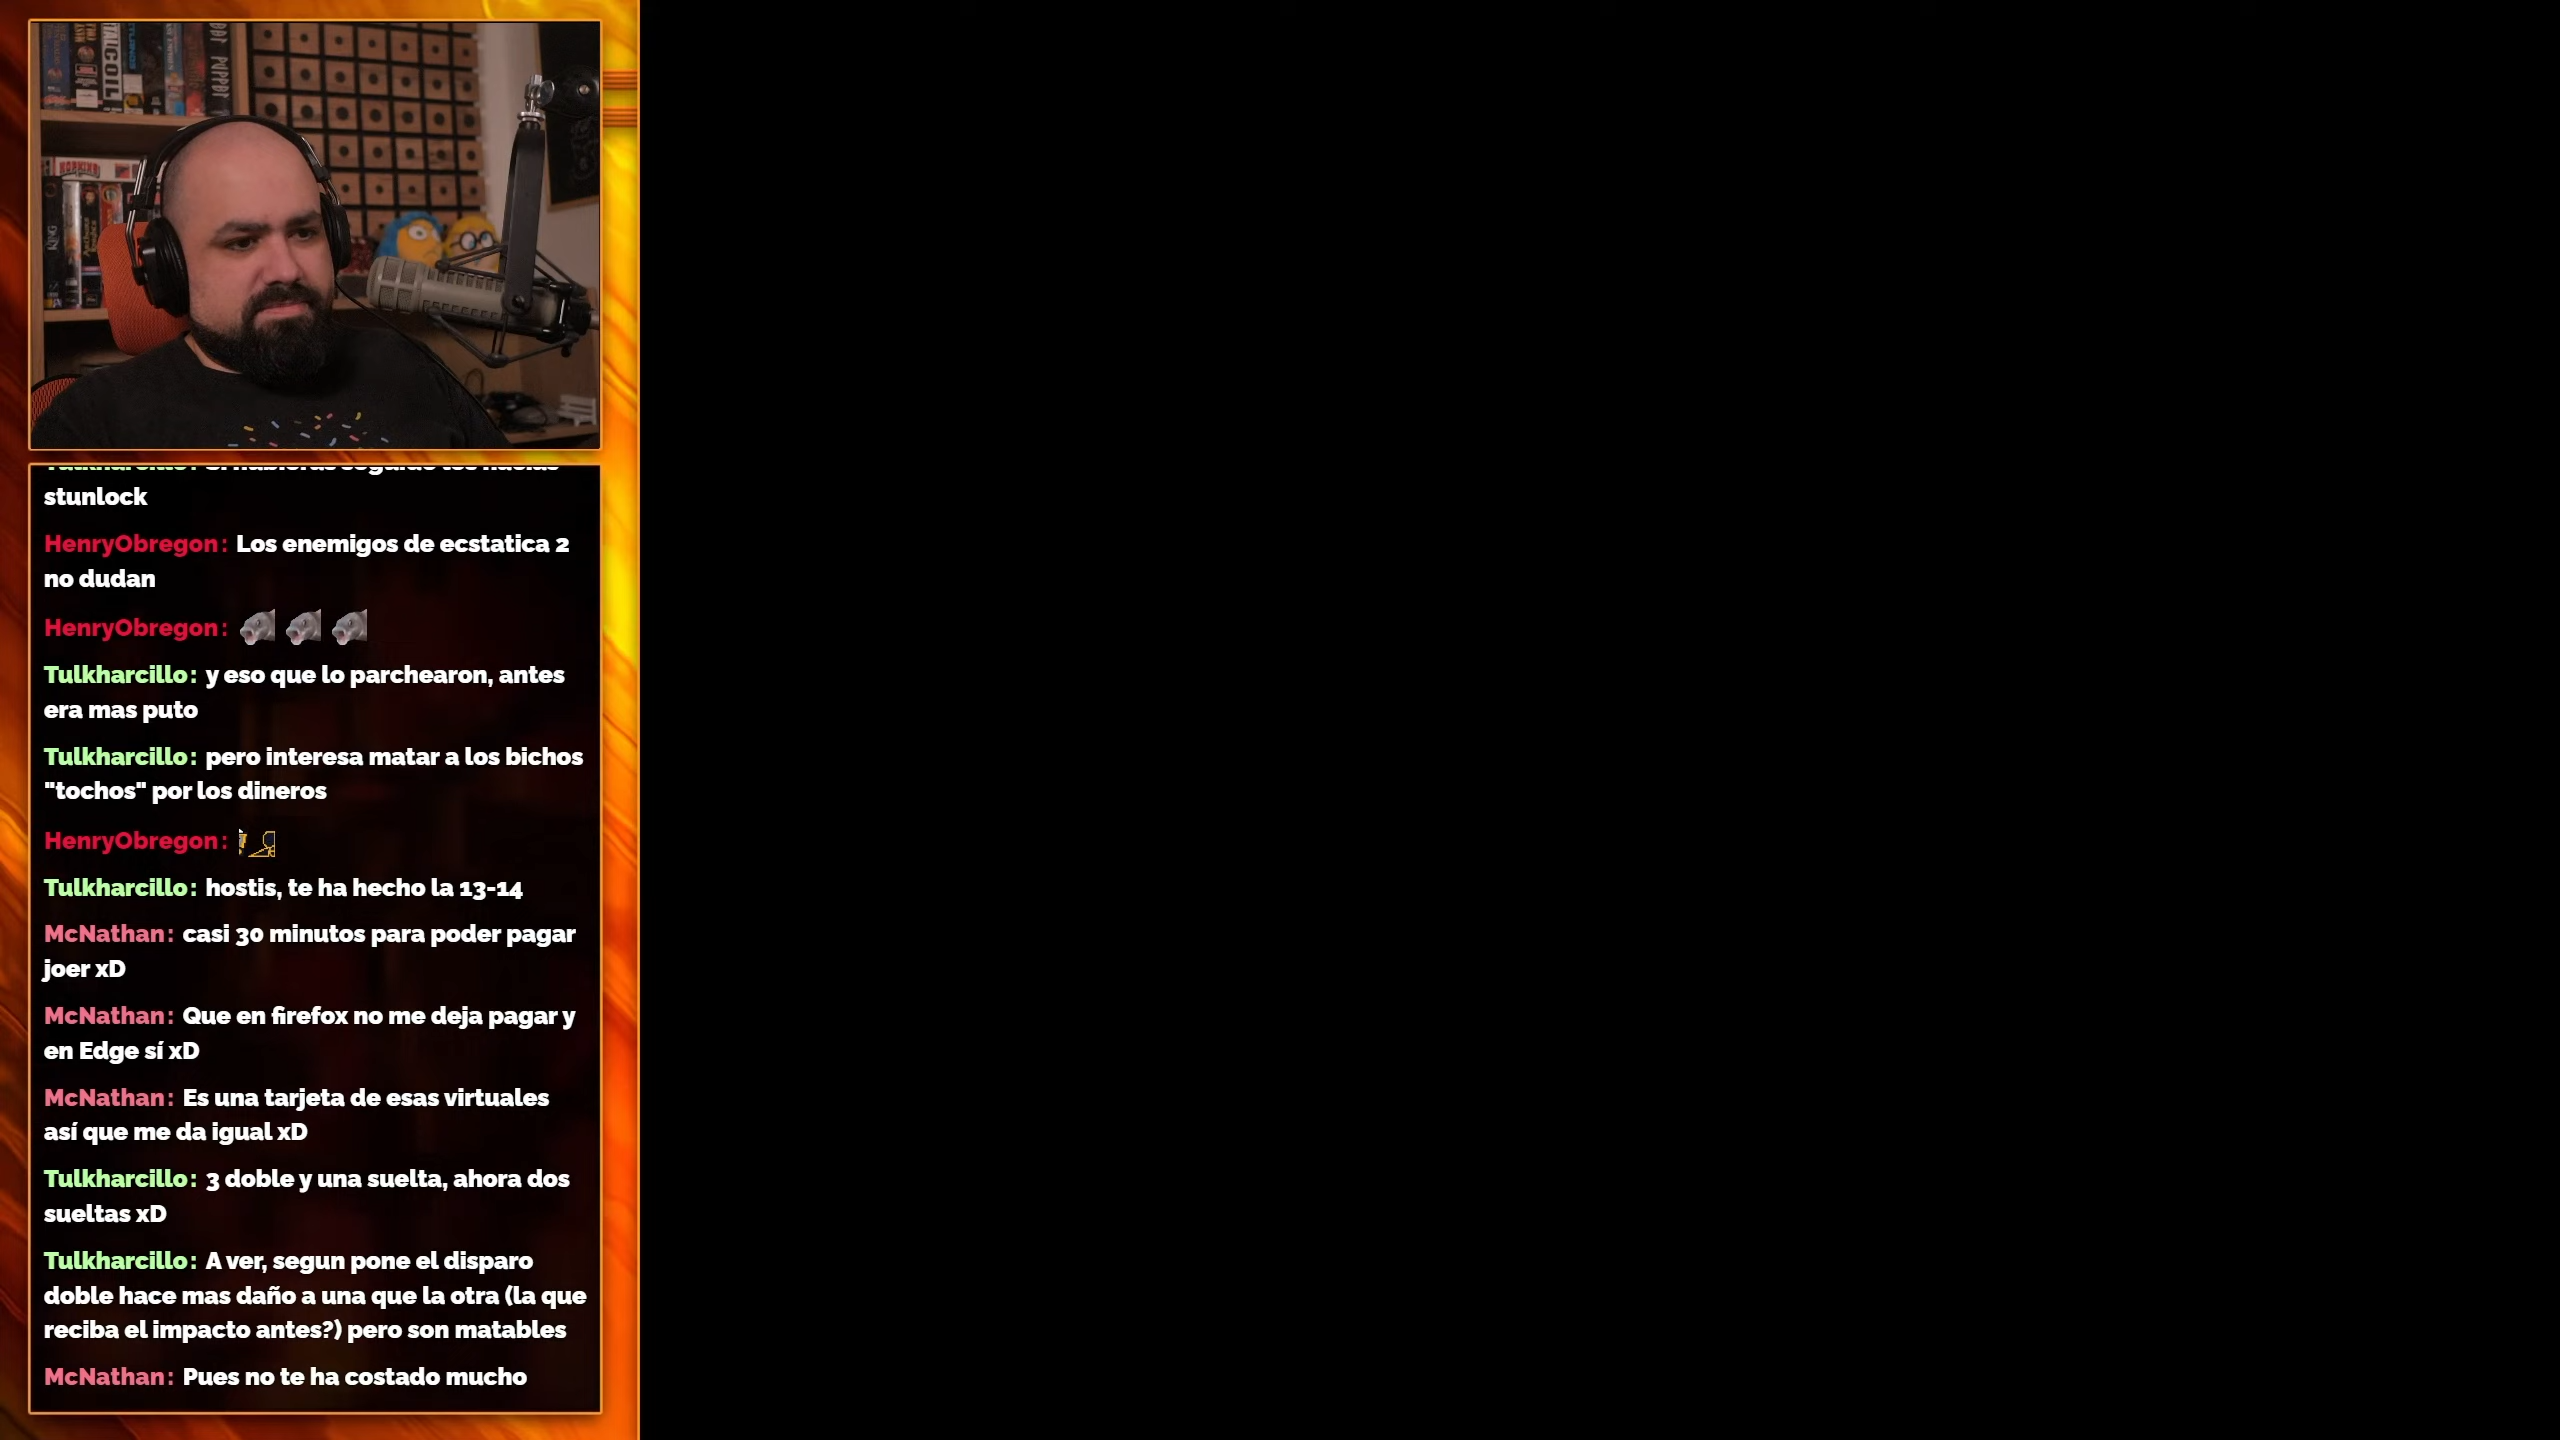 TALCOIL
PUPPET
HOPKINS
KING
stunlock
HenryObregon: Los enemigos de ecstatica 2
no dudan
HenryObregon:
Tulkharcillo: y eso que lo parchearon, antes
era mas puto
Tulkharcillo: pero interesa matar a los bichos
"tochos" por los dineros
HenryObregon:
Tulkharcillo: hostis, te ha hecho la 13-14
McNathan: casi 30 minutos para poder pagar
joer xD
McNathan: Que en firefox no me deja pagar y
en Edge sí xD
McNathan: Es una tarjeta de esas virtuales
así que me da igual xD
Tulkharcillo: 3 doble y una suelta, ahora dos
sueltas xD
Tulkharcillo: A ver, segun pone el disparo
doble hace mas daño a una que la otra (la que
reciba el impacto antes?) pero son matables
McNathan: Pues no te ha costado mucho